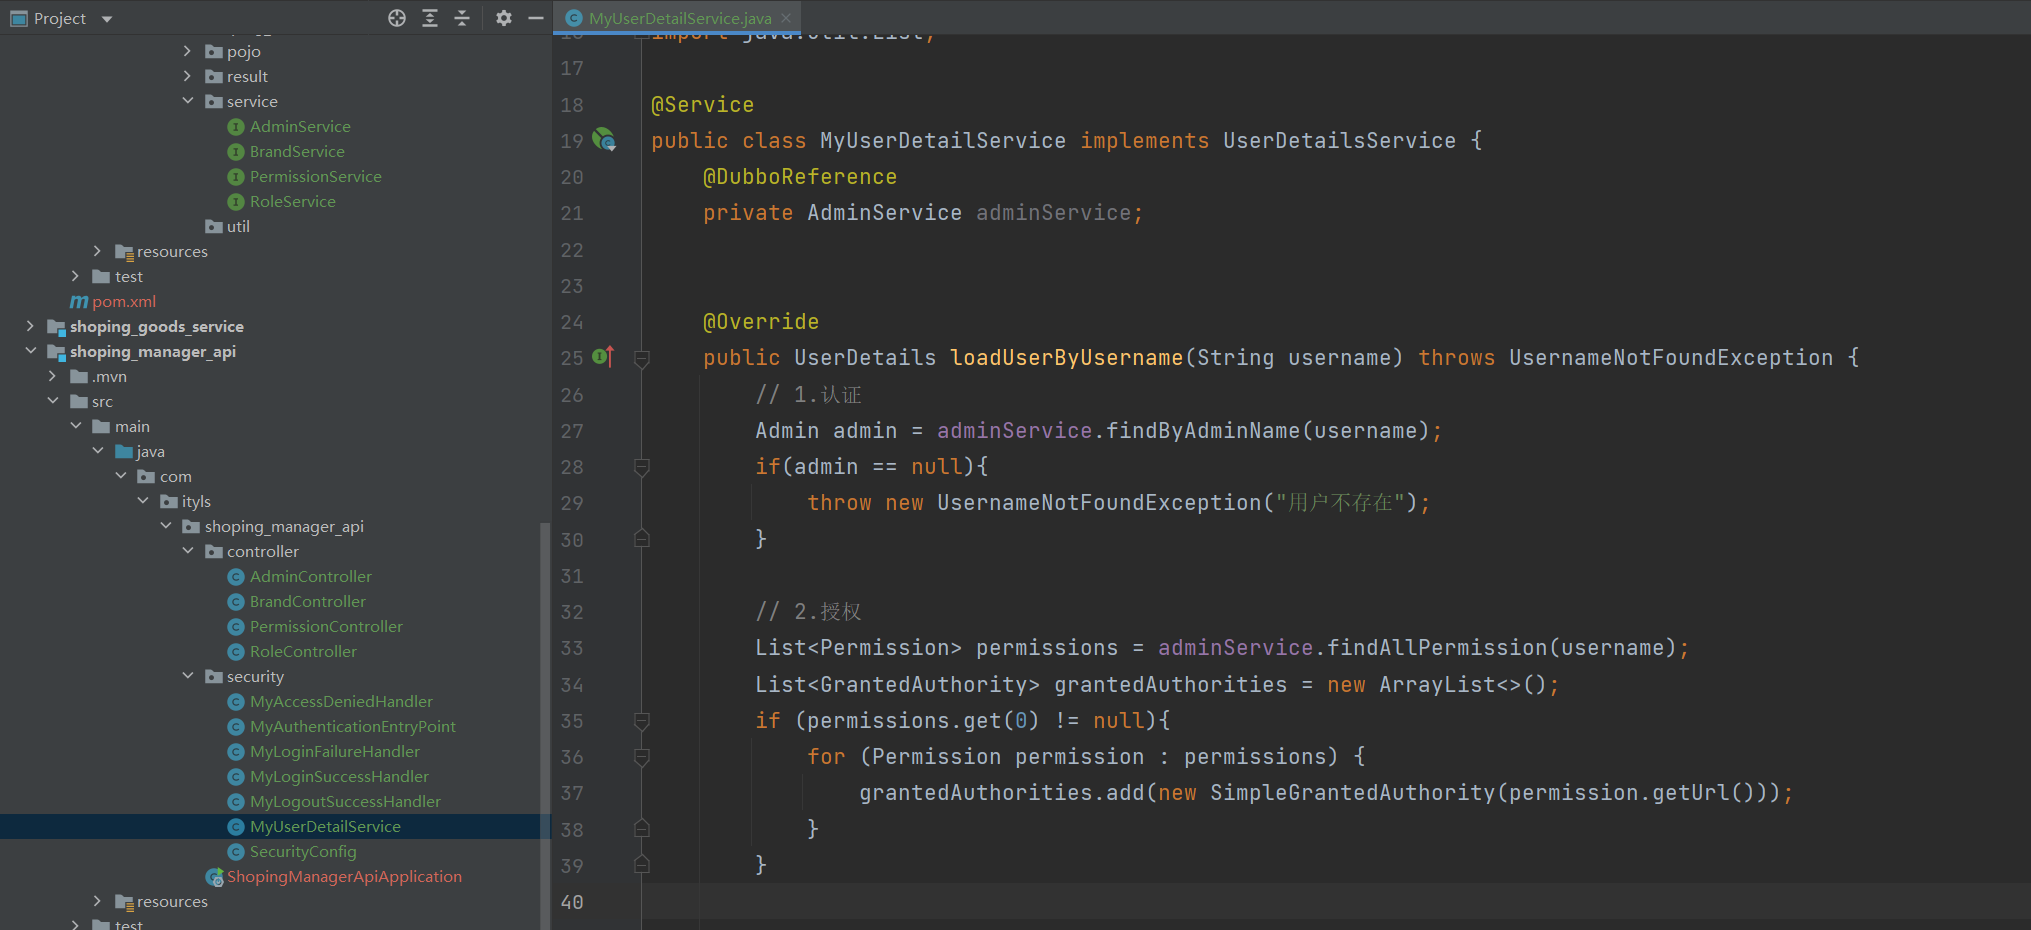 Project
pojo
result
service
AdminService
BrandService
PermissionService
RoleService
util
resources
test
pom.xml
shoping_goods_service
shoping_manager_api
.mvn
src
main
java
com
ityls
shoping_manager_api
controller
AdminController
BrandController
PermissionController
RoleController
security
MyAccessDeniedHandler
MyAuthenticationEntryPoint
MyLoginFailureHandler
MyLoginSuccessHandler
MyLogoutSuccessHandler
MyUserDetailService
SecurityConfig
ShopingManagerApiApplication
resources
test
MyUserDetailService.java
16 import java.util.List;
17
18 @Service
19 public class MyUserDetailService implements UserDetailsService {
20 @DubboReference
21 private AdminService adminService;
22
23
24 @Override
25 public UserDetails loadUserByUsername(String username) throws UsernameNotFoundException {
26 // 1.认证
27 Admin admin = adminService.findByAdminName(username);
28 if(admin == null){
29 throw new UsernameNotFoundException("用户不存在");
30 }
31
32 // 2.授权
33 List<Permission> permissions = adminService.findAllPermission(username);
34 List<GrantedAuthority> grantedAuthorities = new ArrayList<>();
35 if (permissions.get(0) != null){
36 for (Permission permission : permissions) {
37 grantedAuthorities.add(new SimpleGrantedAuthority(permission.getUrl()));
38 }
39 }
40